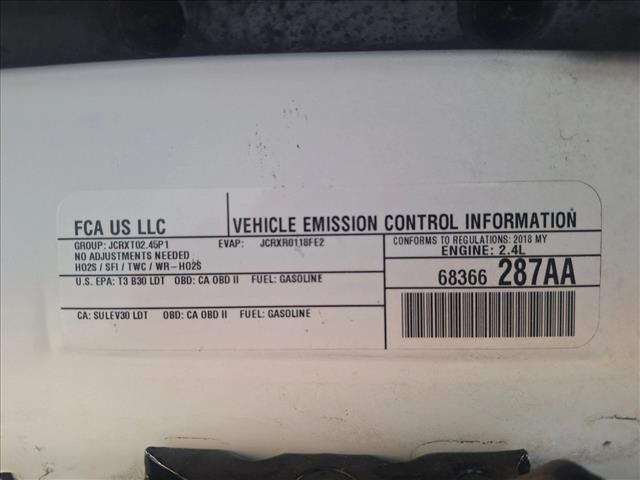 FCA US LLC
VEHICLE EMISSION CONTROL INFORMATION
GROUP: JCRXT02.45P1 EVAP: JCRXR0118FE2
NO ADJUSTMENTS NEEDED
HO2S / SFI / TWC / WR-HO2S
CONFORMS TO REGULATIONS: 2018 MY
ENGINE: 2.4L
U.S. EPA: T3 B30 LDT OBD: CA OBD II FUEL: GASOLINE
68366 287AA
CA: SULEV30 LDT OBD: CA OBD II FUEL: GASOLINE